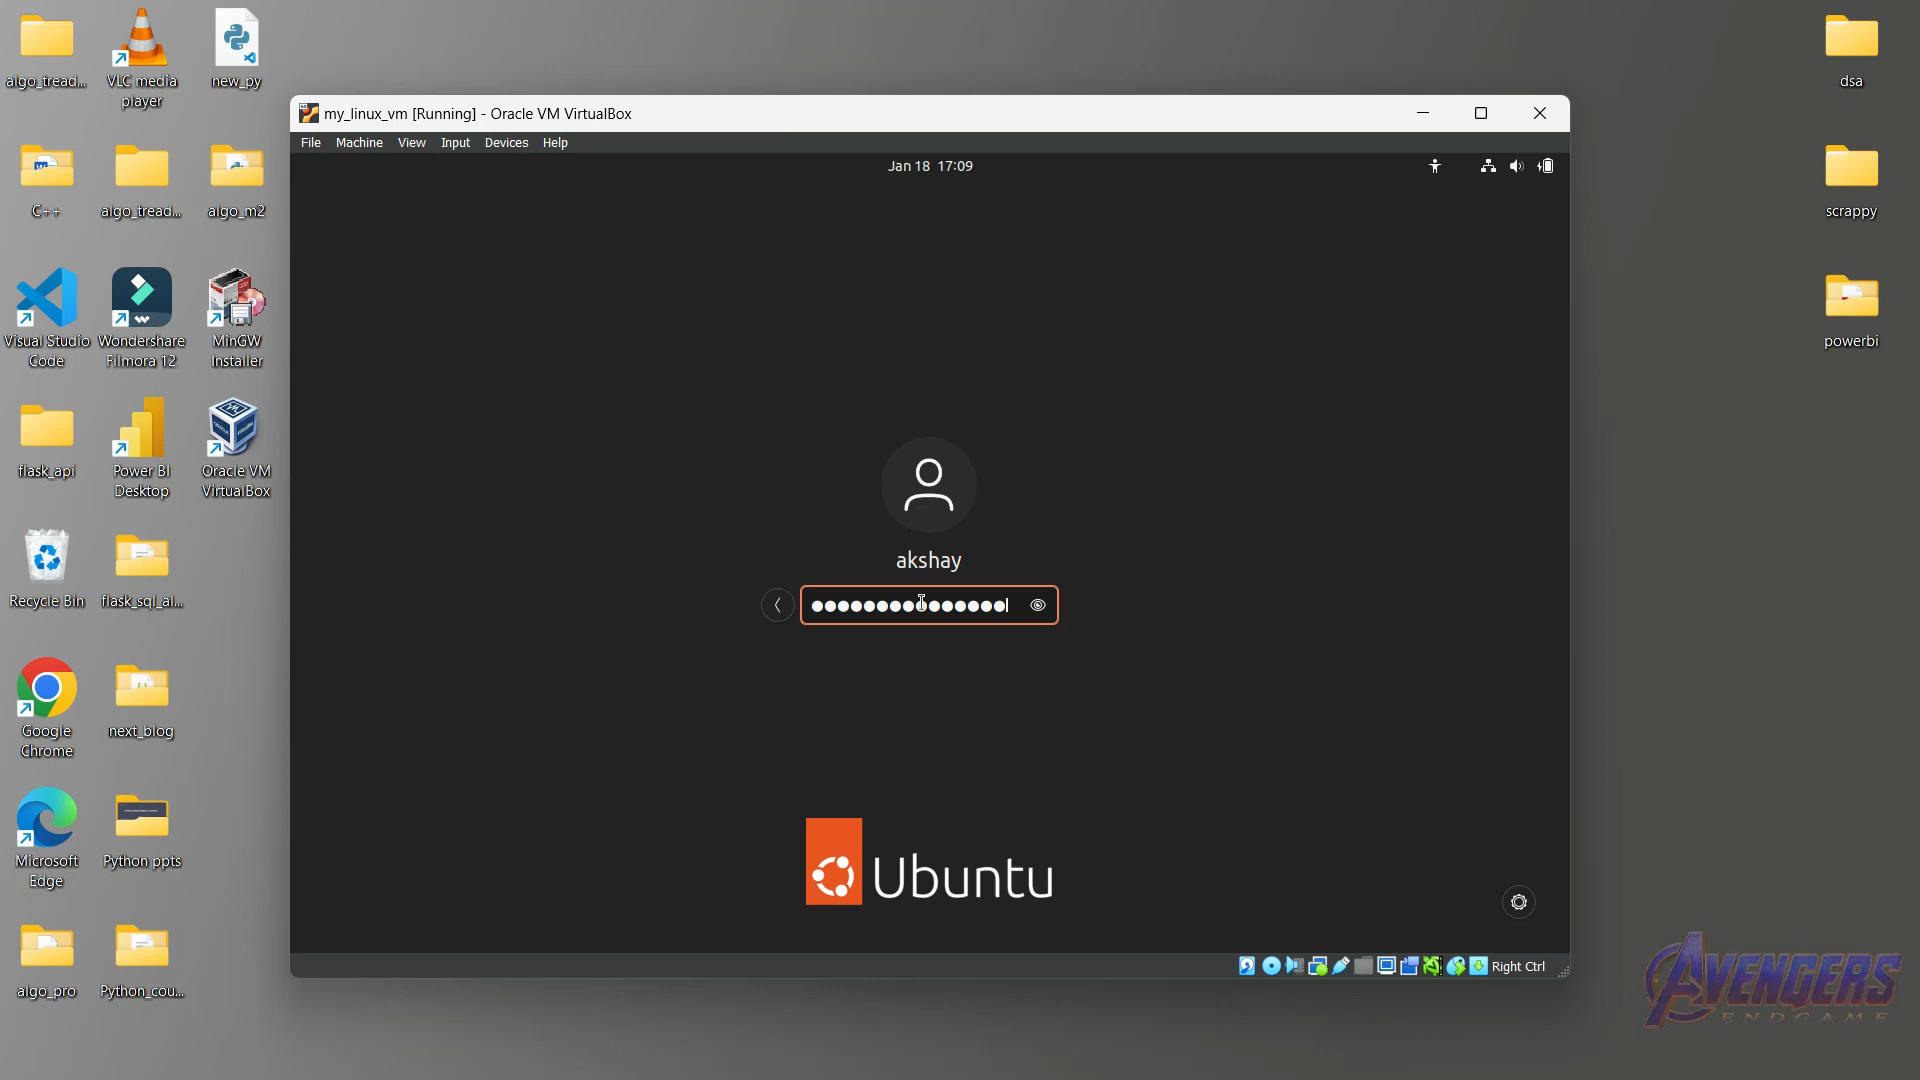 algo_tread...
VLC media
player
new_py
C++
algo_tread...
algo_m2
Visual Studio
Code
Wondershare
Filmora 12
MinGW
Installer
flask_api
Power BI
Desktop
Oracle VM
VirtualBox
Recycle Bin
flask_sql_al...
Google
Chrome
next_blog
Microsoft
Edge
Python ppts
algo_pro
Python_cou...
my_linux_vm [Running] - Oracle VM VirtualBox
File Machine View Input Devices Help
Jan 18 17:09
akshay
Ubuntu
Right Ctrl
dsa
scrappy
powerbi
AVENGERS
ENDGAME